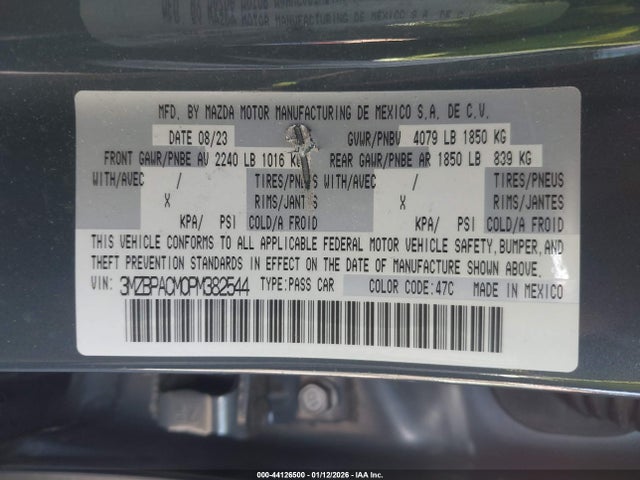 MFD. BY MAZDA MOTOR MANUFACTURING DE MEXICO S.A. DE C.V.
DATE 08/23 GVWR/PNBV 4079 LB 1850 KG
FRONT GAWR/PNBE AV 2240 LB 1016 KG REAR GAWR/PNBE AR 1850 LB 839 KG
WITH/AVEC / TIRES/PNEUS WITH/AVEC / TIRES/PNEUS
X RIMS/JANTES X RIMS/JANTES
KPA/ PSI COLD/A FROID KPA/ PSI COLD/A FROID
THIS VEHICLE CONFORMS TO ALL APPLICABLE FEDERAL MOTOR VEHICLE SAFETY, BUMPER, AND
THEFT PREVENTION STANDARDS IN EFFECT ON THE DATE OF MANUFACTURE SHOWN ABOVE.
VIN: 3MZBPACM0PM382544 TYPE:PASS CAR COLOR CODE:47C MADE IN MEXICO
000-44126500 - 01/12/2026 - IAA Inc.